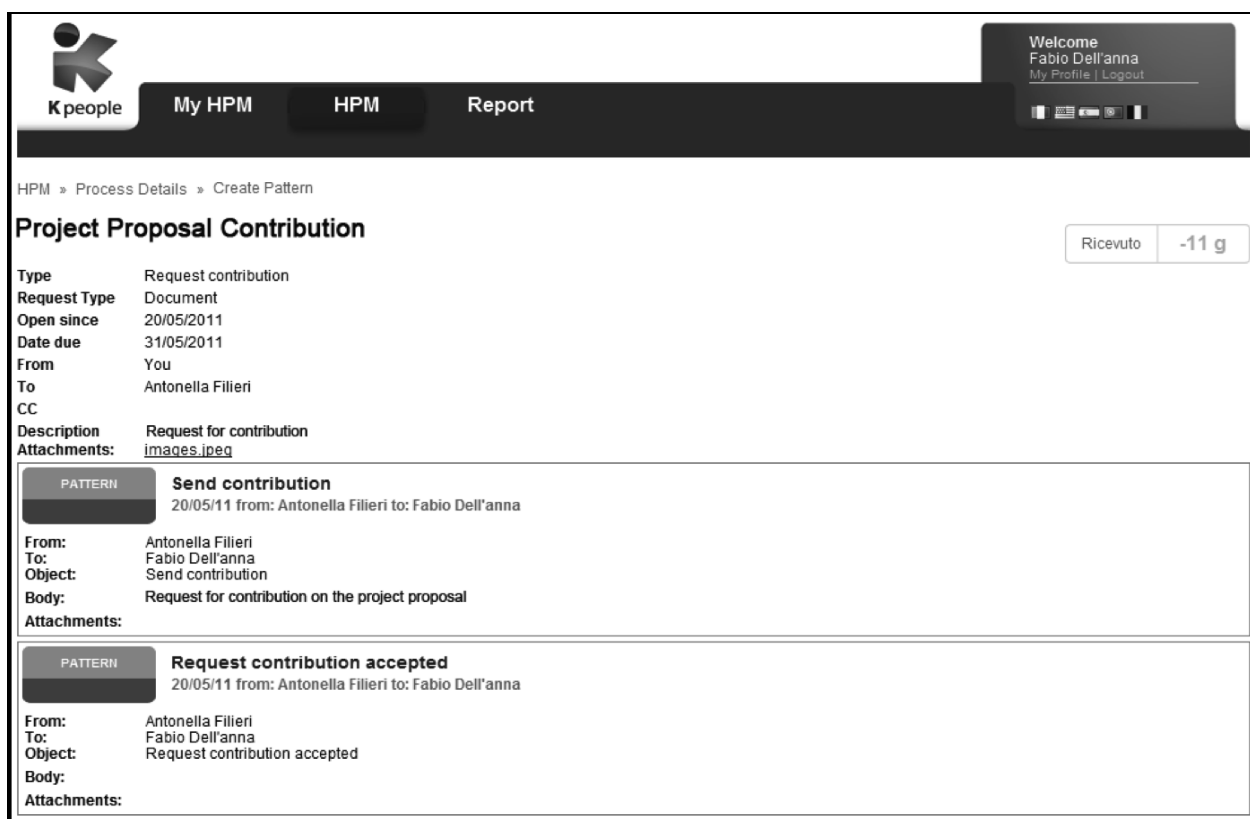 Welcome
Fabio Dell'anna
My Profile | Logout
K people
My HPM HPM Report
HPM » Process Details » Create Pattern
Project Proposal Contribution
Ricevuto -11 g
Type Request contribution
Request Type Document
Open since 20/05/2011
Date due 31/05/2011
From You
To Antonella Filieri
CC
Description Request for contribution
Attachments: images.jpeg
PATTERN Send contribution
20/05/11 from: Antonella Filieri to: Fabio Dell'anna
From: Antonella Filieri
To: Fabio Dell'anna
Object: Send contribution
Body: Request for contribution on the project proposal
Attachments:
PATTERN Request contribution accepted
20/05/11 from: Antonella Filieri to: Fabio Dell'anna
From: Antonella Filieri
To: Fabio Dell'anna
Object: Request contribution accepted
Body:
Attachments: